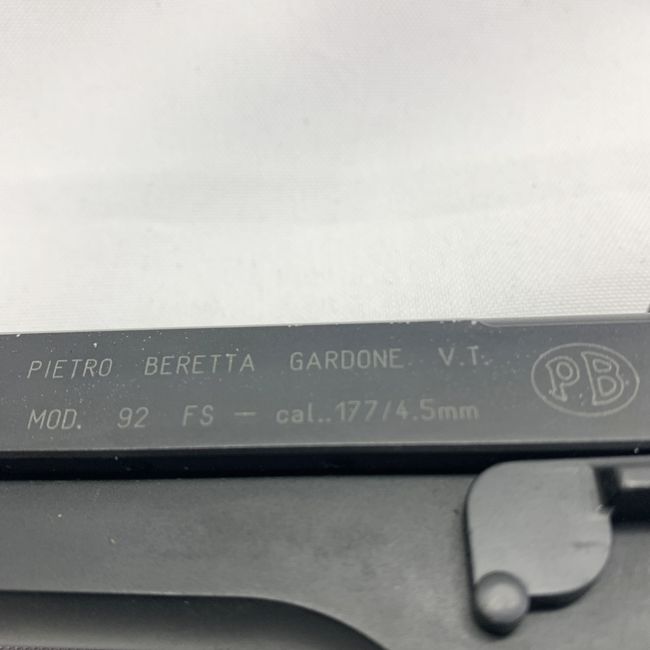 PIETRO BERETTA GARDONE V.T.
PB
MOD. 92 FS – cal..177/4.5mm